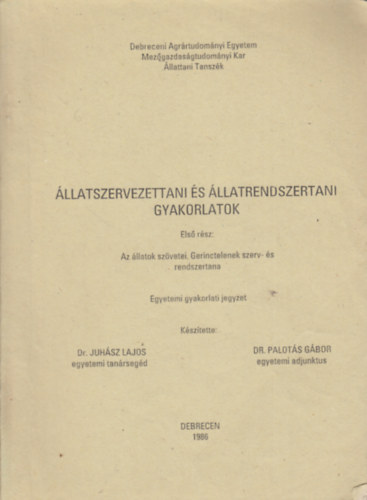 Debreceni Agrártudományi Egyetem
Mezőgazdaságtudományi Kar
Állattani Tanszék
ÁLLATSZERVEZETTANI ÉS ÁLLATRENDSZERTANI
GYAKORLATOK
Első rész:
Az állatok szövetei. Gerinctelenek szerv- és
rendszertana
Egyetemi gyakorlati jegyzet
Készítette:
Dr. JUHÁSZ LAJOS
egyetemi tanársegéd
DR. PALOTÁS GÁBOR
egyetemi adjunktus
DEBRECEN
1986